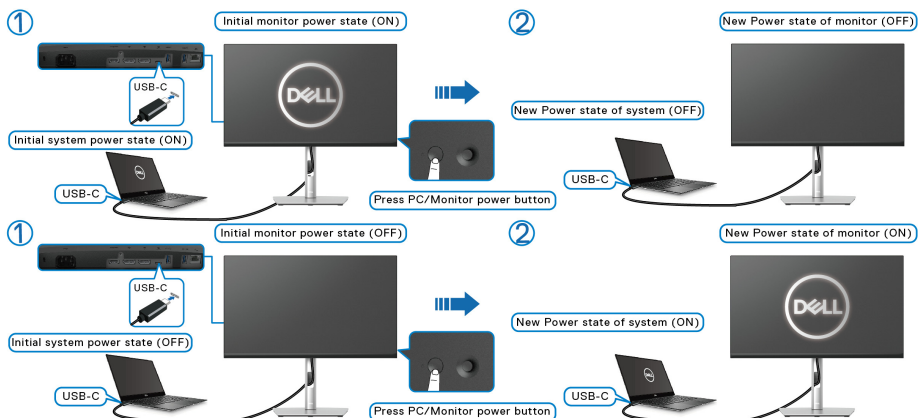 1
Initial monitor power state (ON)
2
New Power state of monitor (OFF)
USB-C
DELL
New Power state of system (OFF)
Initial system power state (ON)
DELL
USB-C
USB-C
Press PC/Monitor power button
1
Initial monitor power state (OFF)
2
New Power state of monitor (ON)
USB-C
DELL
New Power state of system (ON)
Initial system power state (OFF)
DELL
USB-C
USB-C
Press PC/Monitor power button